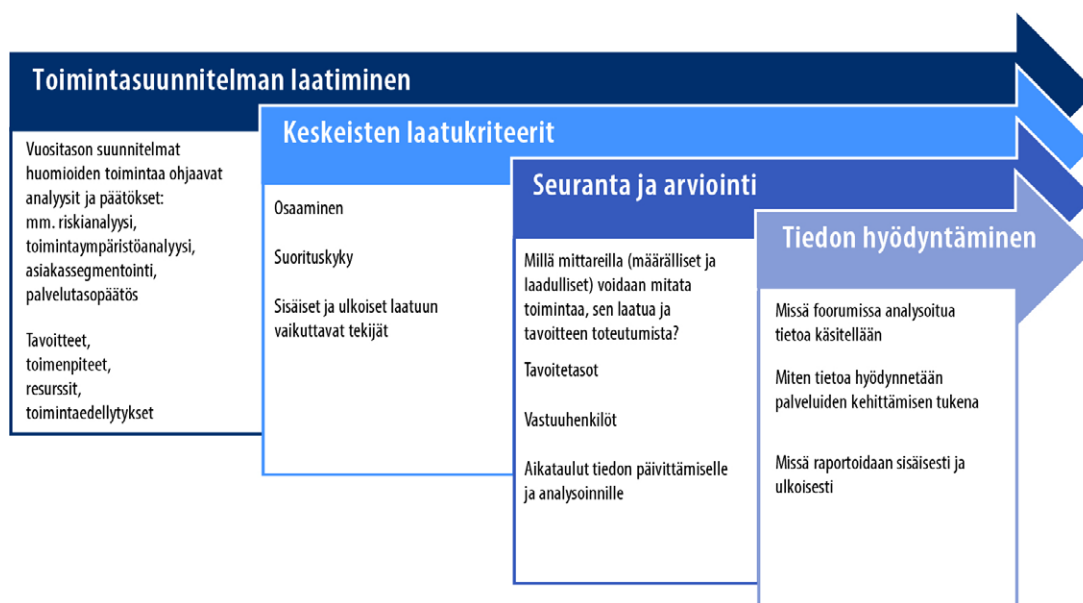 Toimintasuunnitelman laatiminen
Vuositason suunnitelmat
huomioiden toimintaa ohjaavat
analyysit ja päätökset:
mm. riskianalyysi,
toimintaympäristöanalyysi,
asiakassegmentointi,
palvelutasopäätös
Tavoitteet,
toimenpiteet,
resurssit,
toimintaedellytykset
Keskeisten laatukriteerit
Osaaminen
Suorituskyky
Sisäiset ja ulkoiset laatuun
vaikuttavat tekijät
Seuranta ja arviointi
Millä mittareilla (määrälliset ja
laadulliset) voidaan mitata
toimintaa, sen laatua ja
tavoitteen toteutumista?
Tavoitetasot
Vastuuhenkilöt
Aikataulut tiedon päivittämiselle
ja analysoinnille
Tiedon hyödyntäminen
Missä foorumissa analysoitua
tietoa käsitellään
Miten tietoa hyödynnetään
palveluiden kehittämisen tukena
Missä raportoidaan sisäisesti ja
ulkoisesti